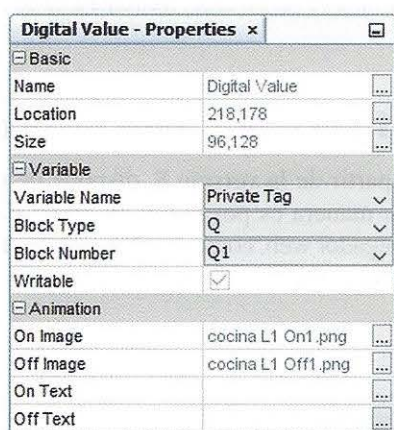 Digital Value - Properties ×
Basic
Name Digital Value ...
Location 218,178 ...
Size 96,128 ...
Variable
Variable Name Private Tag
Block Type Q
Block Number Q1
Writable
Animation
On Image cocina L1 On1.png ...
Off Image cocina L1 Off1.png ...
On Text ...
Off Text ...